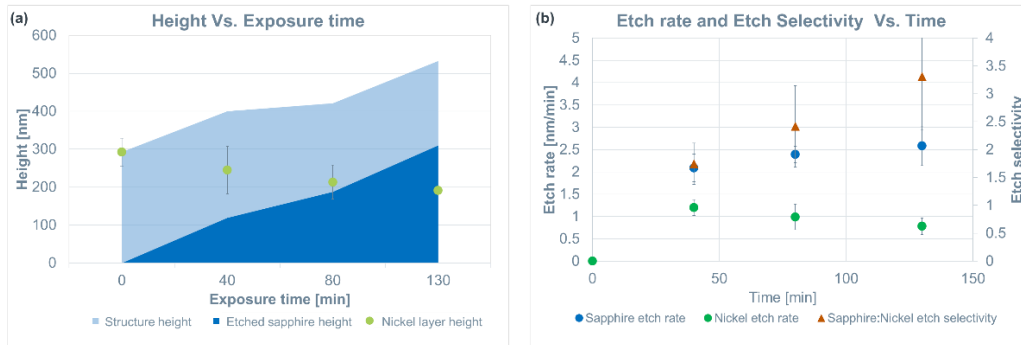 (a)
Height Vs. Exposure time
Height [nm]
600
500
400
300
200
100
0
0 40 80 130
Exposure time [min]
Structure height Etched sapphire height Nickel layer height
(b)
Etch rate and Etch Selectivity Vs. Time
Etch rate [nm/min]
5
4.5
4
3.5
3
2.5
2
1.5
1
0.5
0
4
3.5
3
2.5
2
1.5
1
0.5
0
Etch selectivity
0 50 100 150
Time [min]
Sapphire etch rate Nickel etch rate Sapphire:Nickel etch selectivity